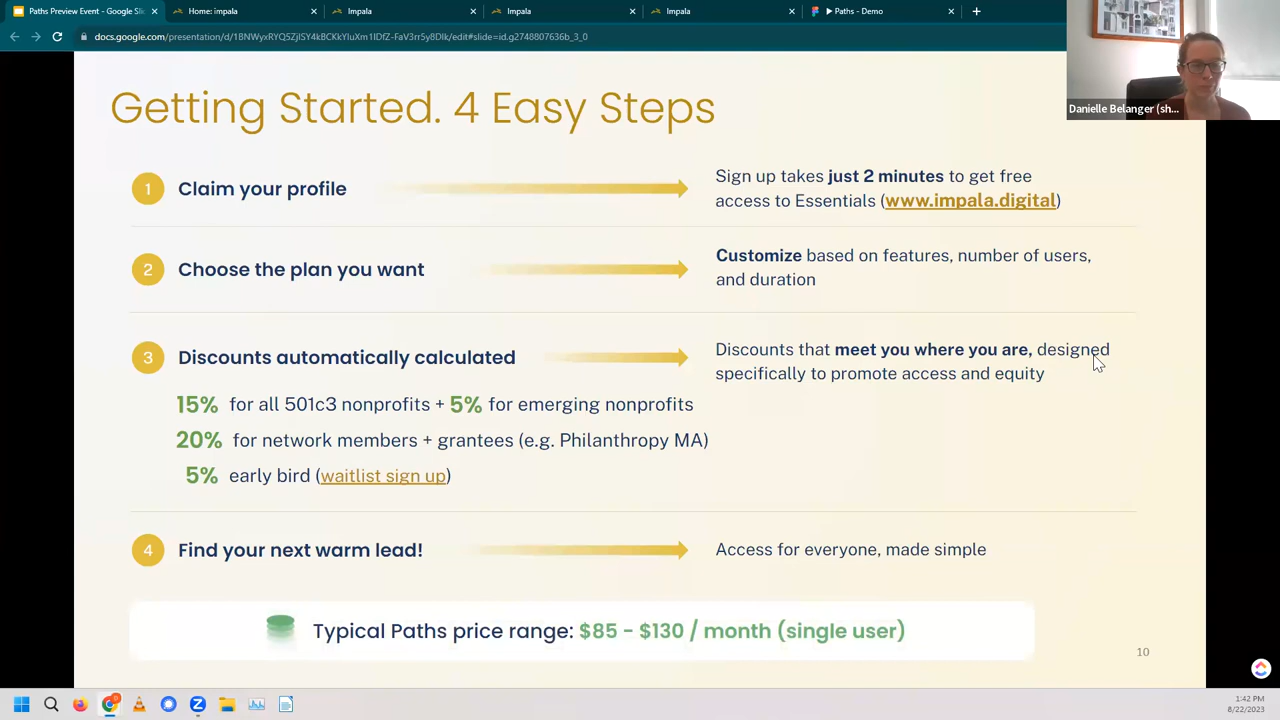 Paths Preview Event - Google Sli
Home: impala
Impala
Impala
Impala
Paths - Demo
docs.google.com/presentation/d/
edit#slide=id.g2748807636b_3_0
Danielle Belanger (sh...
Getting Started. 4 Easy Steps
1
Claim your profile
Sign up takes just 2 minutes to get free
access to Essentials (www.impala.digital)
2
Choose the plan you want
Customize based on features, number of users,
and duration
3
Discounts automatically calculated
Discounts that meet you where you are, designed
specifically to promote access and equity
15% for all 501c3 nonprofits + 5% for emerging nonprofits
20% for network members + grantees (e.g. Philanthropy MA)
5% early bird (waitlist sign up)
4
Find your next warm lead!
Access for everyone, made simple
Typical Paths price range: $85 - $130 / month (single user)
10
1:42 PM
8/22/2023